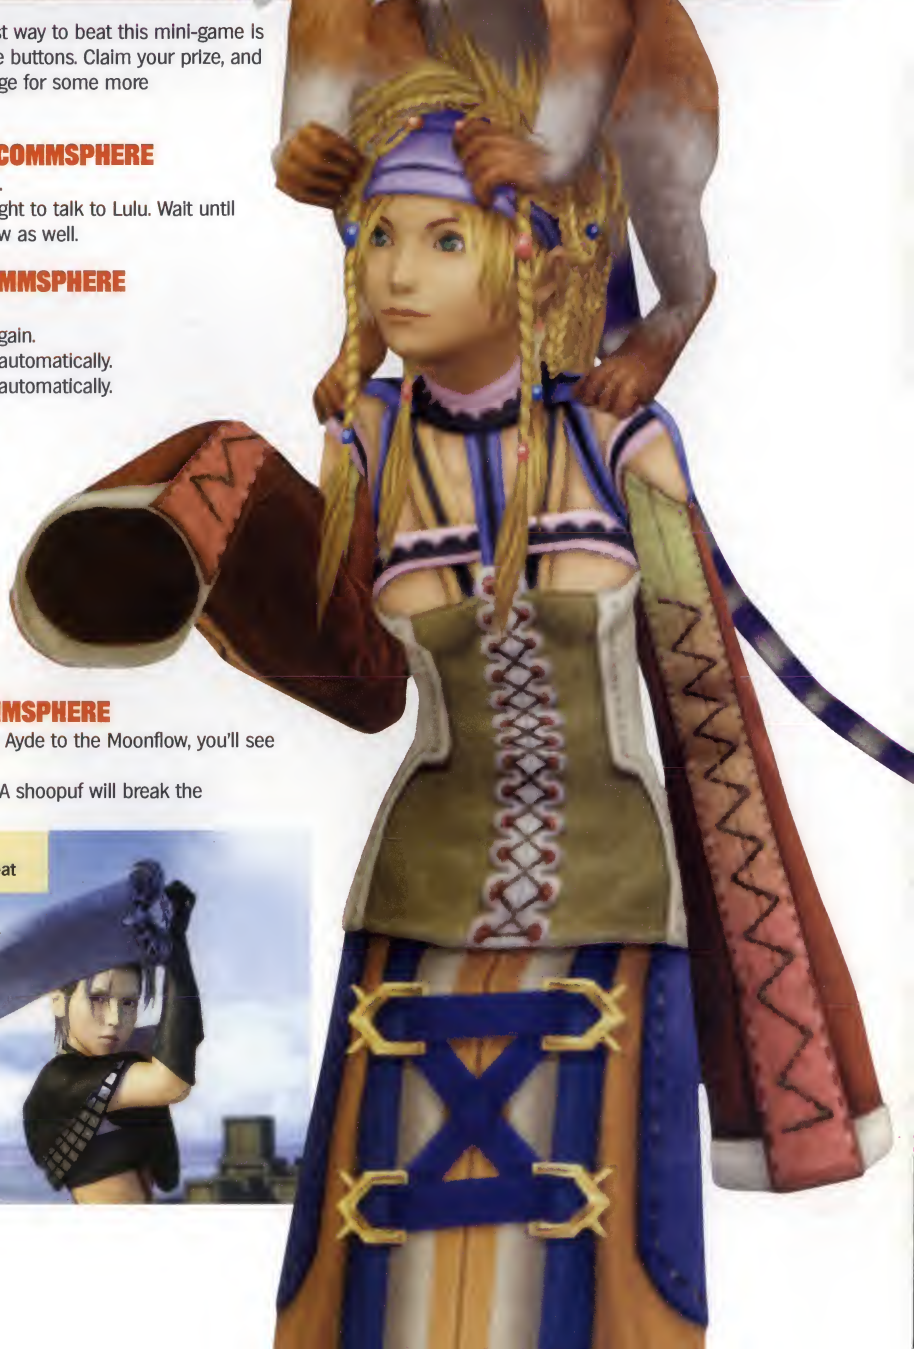 st way to beat this mini-game is
e buttons. Claim your prize, and
ge for some more
COMMSPHERE
.
ght to talk to Lulu. Wait until
w as well.
MMSPHERE
gain.
automatically.
automatically.
MSPHERE
Ayde to the Moonflow, you'll see
A shoopuf will break the
at